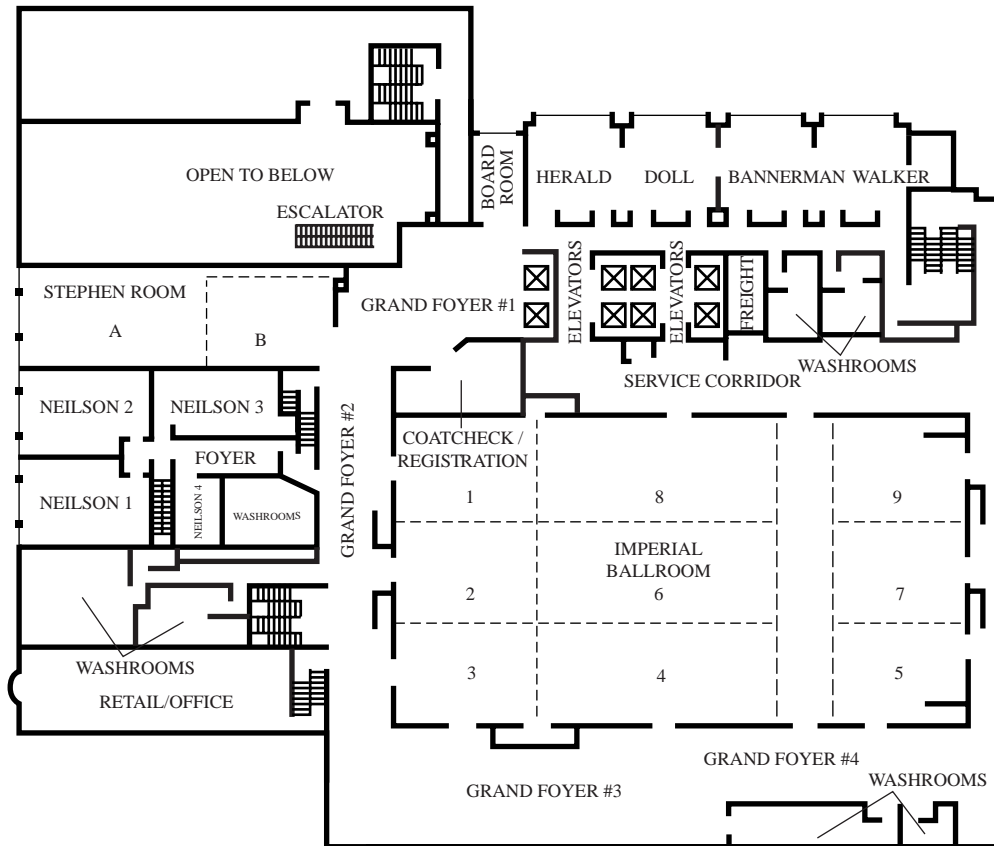 OPEN TO BELOW
ESCALATOR
BOARD
ROOM
HERALD
DOLL
BANNERMAN
WALKER
STEPHEN ROOM
A
B
GRAND FOYER #1
ELEVATORS
ELEVATORS
FREIGHT
WASHROOMS
SERVICE CORRIDOR
NEILSON 2
NEILSON 3
FOYER
NEILSON 1
NEILSON 4
WASHROOMS
GRAND FOYER #2
COATCHECK /
REGISTRATION
1
8
9
IMPERIAL
BALLROOM
2
6
7
3
4
5
WASHROOMS
RETAIL/OFFICE
GRAND FOYER #4
GRAND FOYER #3
WASHROOMS